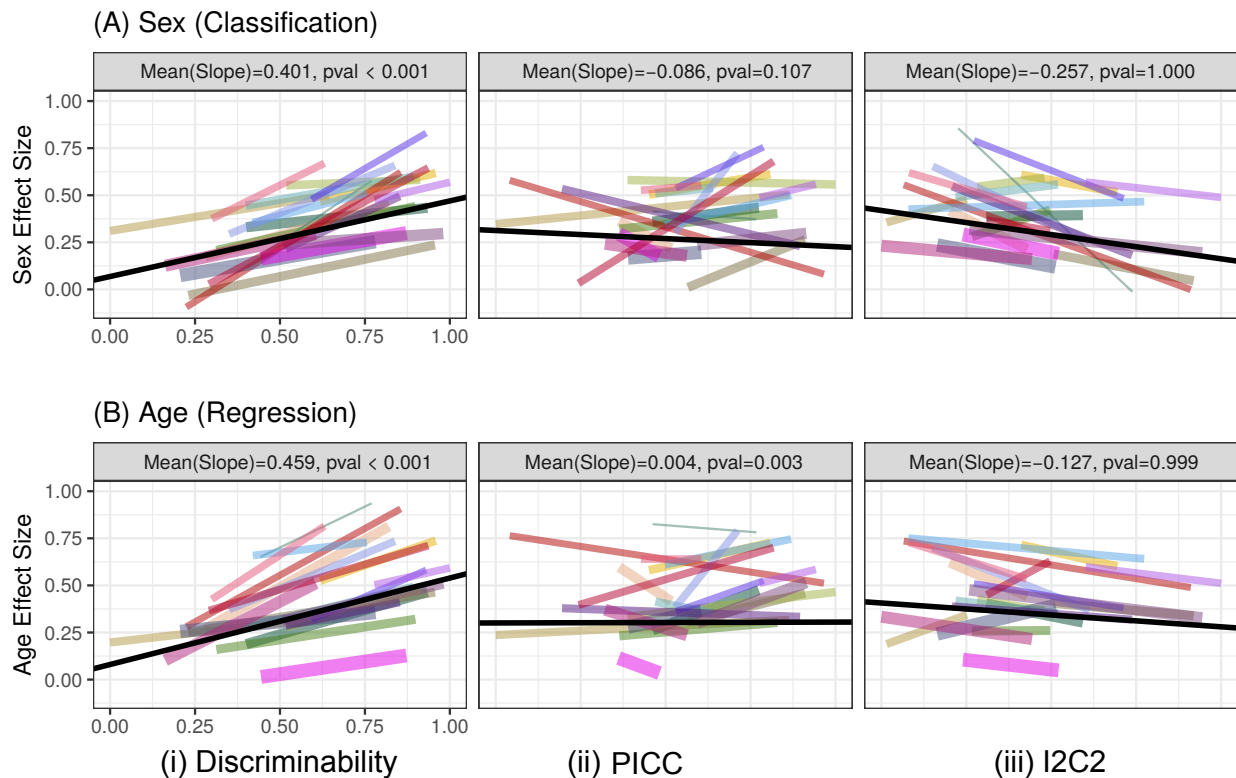 (A) Sex (Classification)
Mean(Slope)=0.401, pval < 0.001
Mean(Slope)=−0.086, pval=0.107
Mean(Slope)=−0.257, pval=1.000
Sex Effect Size
1.00
0.75
0.50
0.25
0.00
0.00 0.25 0.50 0.75 1.00
(B) Age (Regression)
Mean(Slope)=0.459, pval < 0.001
Mean(Slope)=0.004, pval=0.003
Mean(Slope)=−0.127, pval=0.999
Age Effect Size
1.00
0.75
0.50
0.25
0.00
0.00 0.25 0.50 0.75 1.00
(i) Discriminability
(ii) PICC
(iii) I2C2